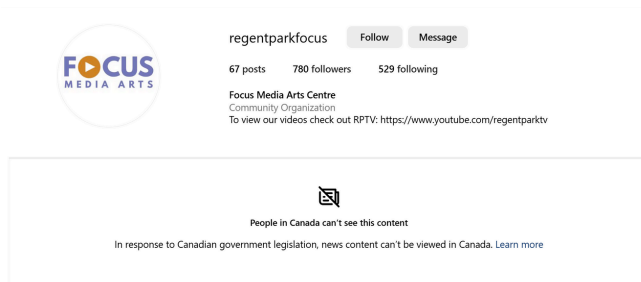 FOCUS
MEDIA ARTS
regentparkfocus Follow Message
67 posts 780 followers 529 following
Focus Media Arts Centre
Community Organization
To view our videos check out RPTV: https://www.youtube.com/regentparktv
People in Canada can't see this content
In response to Canadian government legislation, news content can't be viewed in Canada. Learn more